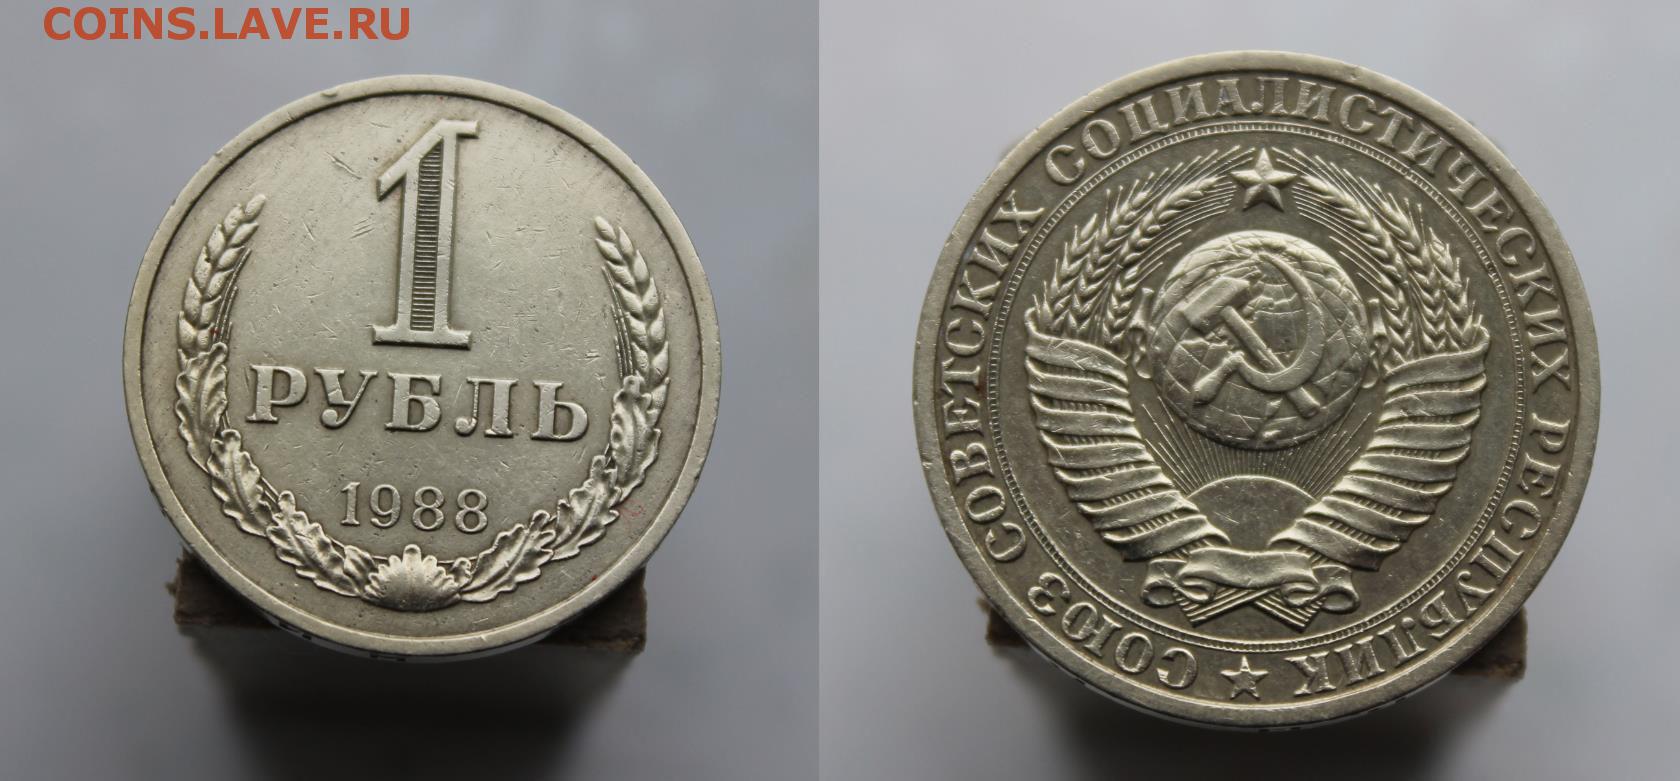 COINS.LAVE.RU
1
РУБЛЬ
1988
СОЮЗ СОВЕТСКИХ СОЦИАЛИСТИЧЕСКИХ РЕСПУБЛИК